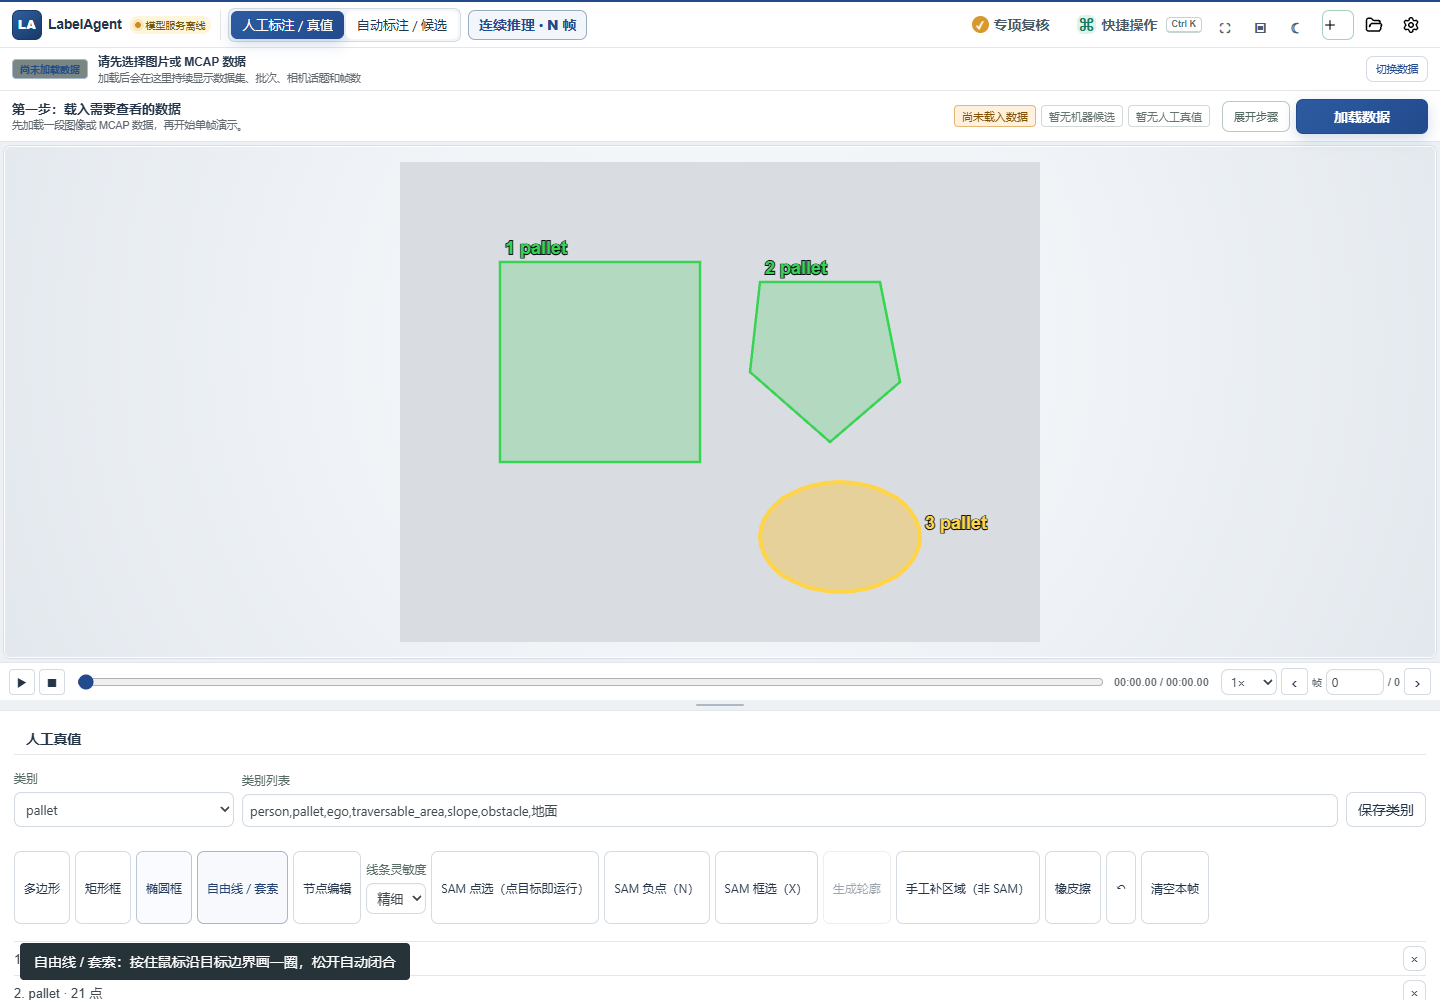 LA LabelAgent 模型服务离线 人工标注 / 真值 自动标注 / 候选 连续推理 · N 帧 专项复核 快捷操作 Ctrl K
尚未加载数据 请先选择图片或 MCAP 数据 切换数据
加载后会在这里持续显示数据集、批次、相机话题和帧数
第一步：载入需要查看的数据
先加载一段图像或 MCAP 数据，再开始单帧演示。
尚未载入数据 暂无机器候选 暂无人工真值 展开步骤 加载数据
1 pallet
2 pallet
3 pallet
00:00.00 / 00:00.00 1× 帧 0 / 0
人工真值
类别 类别列表
pallet person,pallet,ego,traversable_area,slope,obstacle,地面 保存类别
线条灵敏度
多边形 矩形框 椭圆框 自由线 / 套索 节点编辑 精细 SAM 点选（点目标即运行） SAM 负点（N） SAM 框选（X） 生成轮廓 手工补区域（非 SAM） 橡皮擦 清空本帧
自由线 / 套索：按住鼠标沿目标边界画一圈，松开自动闭合
2. pallet · 21 点